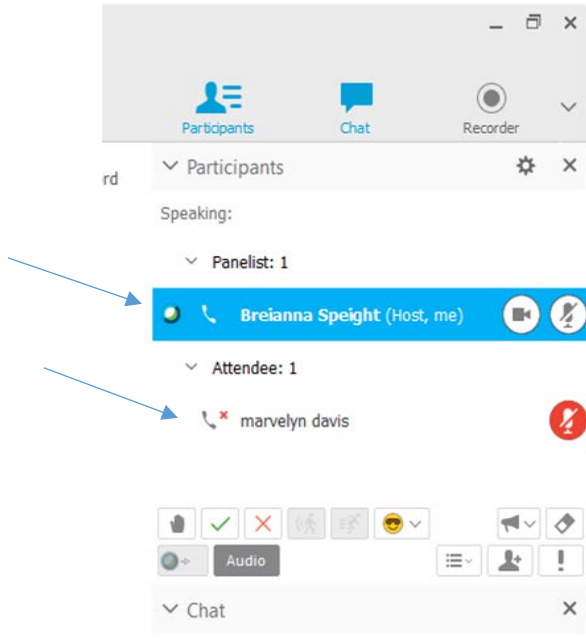 Participants
Chat
Recorder
rd
Participants
Speaking:
Panelist: 1
Breianna Speight (Host, me)
Attendee: 1
marvelyn davis
Audio
Chat